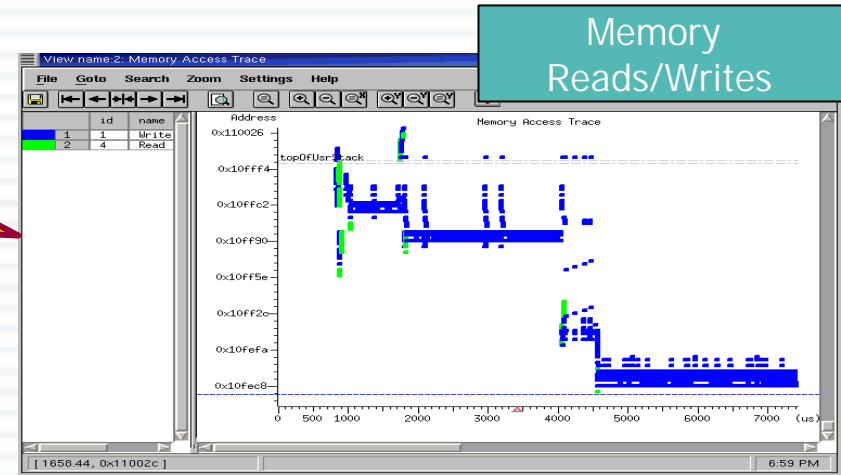 Memory
Reads/Writes
View name:2: Memory Access Trace
File Goto Search Zoom Settings Help
id name
1 1 Write
2 4 Read
Address
Memory Access Trace
0x110026
topOfUsrStack
0x10fff4
0x10ffc2
0x10ff90
0x10ff5e
0x10ff2c
0x10fefa
0x10fec8
0 500 1000 2000 3000 4000 5000 6000 7000 (us)
[ 1658.44, 0x11002c ]
6:59 PM